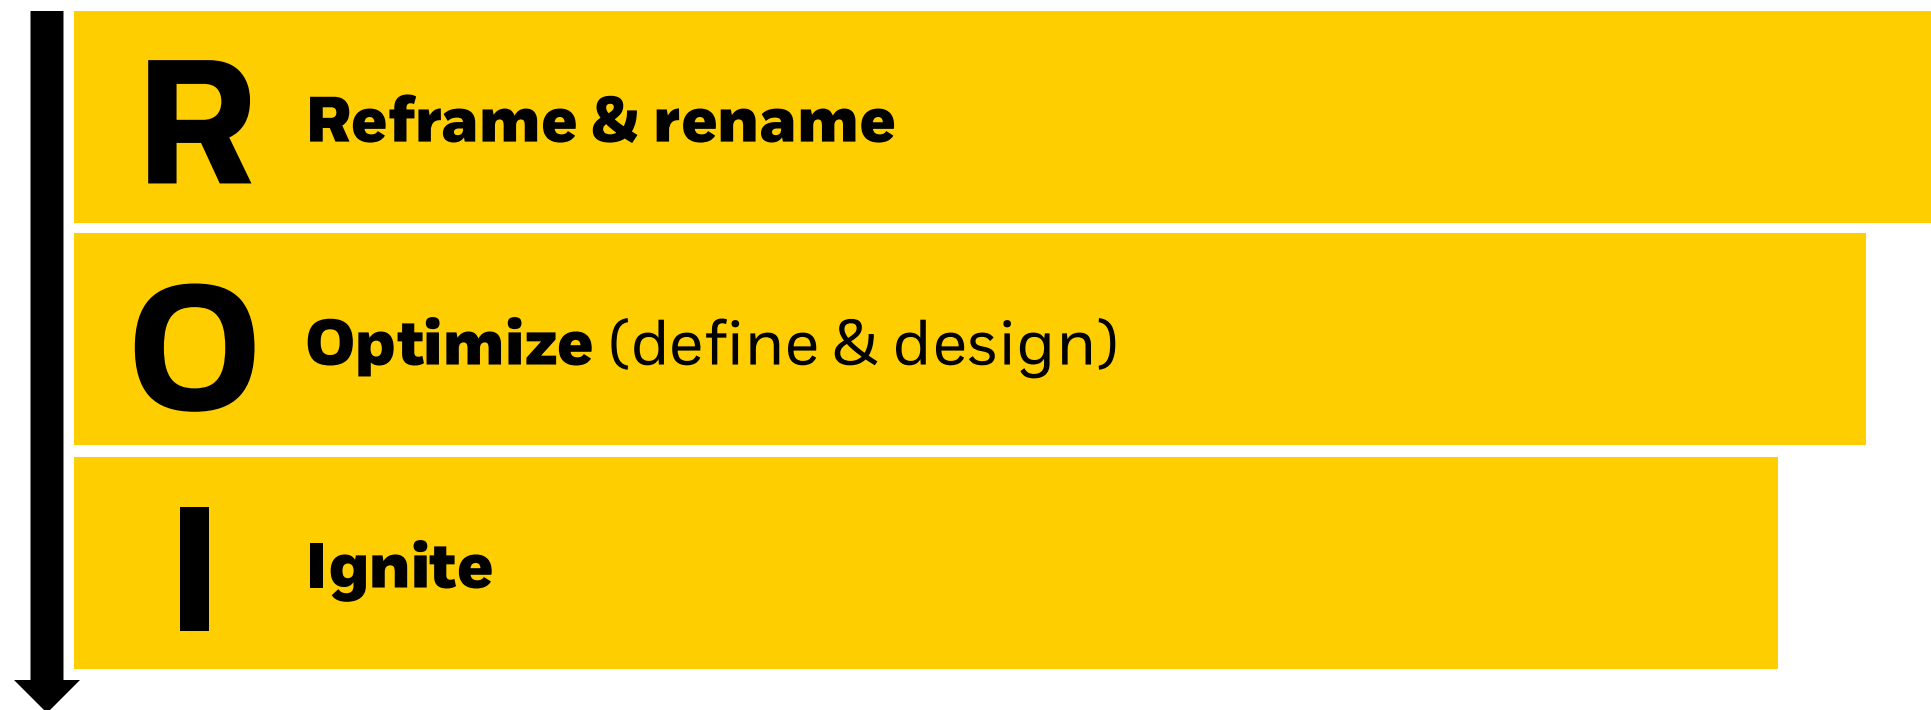 R Reframe & rename
O Optimize (define & design)
I Ignite